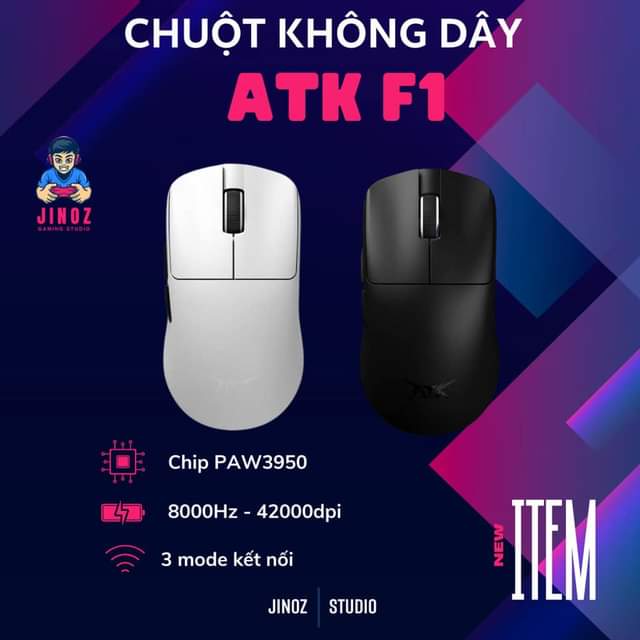 CHUỘT KHÔNG DÂY
ATK F1
JINOZ
GAMING STUDIO
Chip PAW3950
8000Hz - 42000dpi
3 mode kết nối
NEW
ITEM
JINOZ | STUDIO